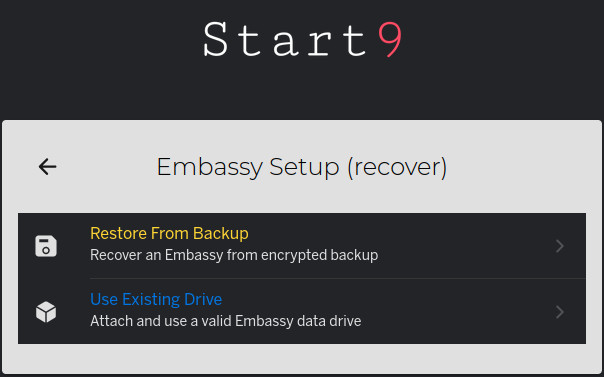 Start9
Embassy Setup (recover)
Restore From Backup
Recover an Embassy from encrypted backup
Use Existing Drive
Attach and use a valid Embassy data drive